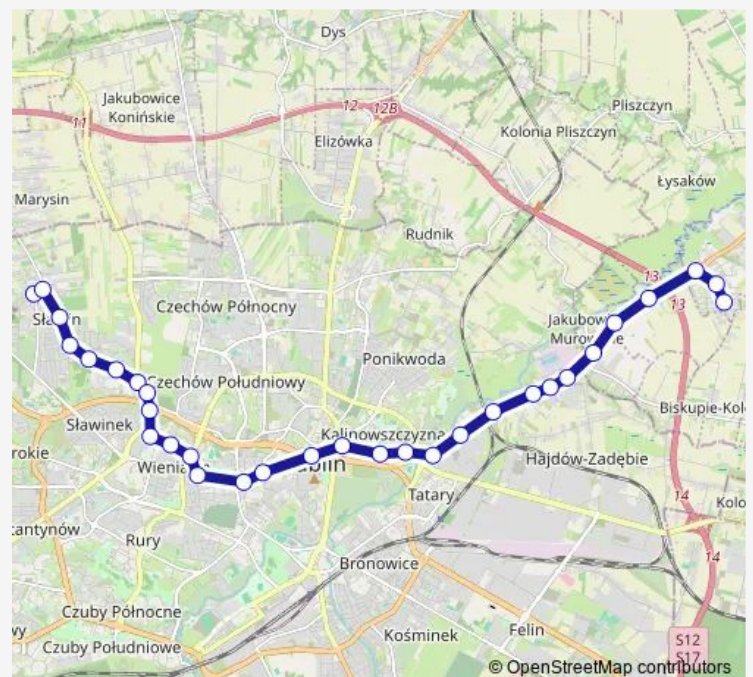 Dys
Jakubowice
Konińskie
11
12
12B
Pliszczyn
Elizówka
Kolonia Pliszczyn
Łysaków
Marysin
Rudnik
13
13
Czechów Północny
Ponikwoda
Czechów Południowy
Sławinek
Kalinowszczyzna
Biskupie-Kol
Hajdów-Zadębie
Tatary
Kolo
Rury
14
14
Bronowice
Czuby Północne
Kośminek
Felin
Czuby Południowe
S12
S17
© OpenStreetMap contributors